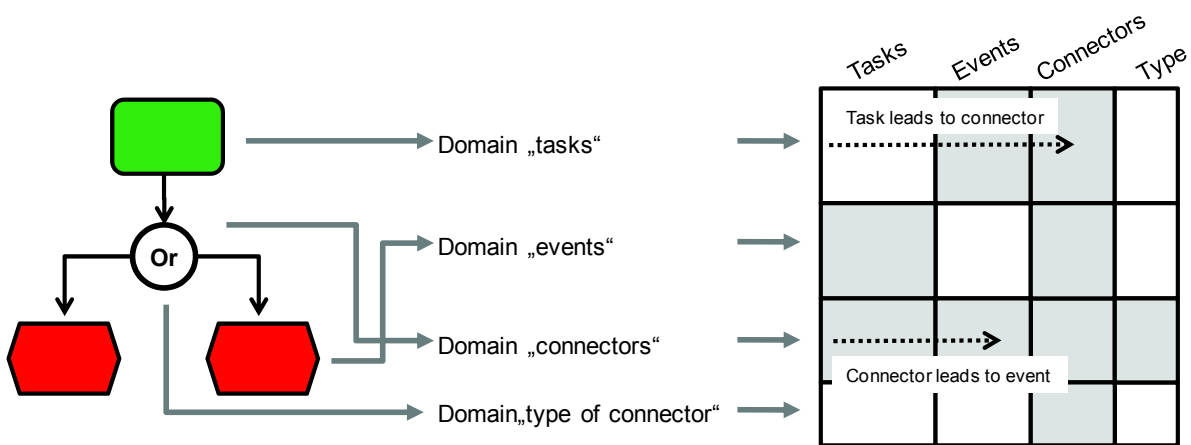 Tasks
Events
Connectors
Type
Task leads to connector
Domain „tasks“
Or
Domain „events“
Domain „connectors“
Connector leads to event
Domain„type of connector“